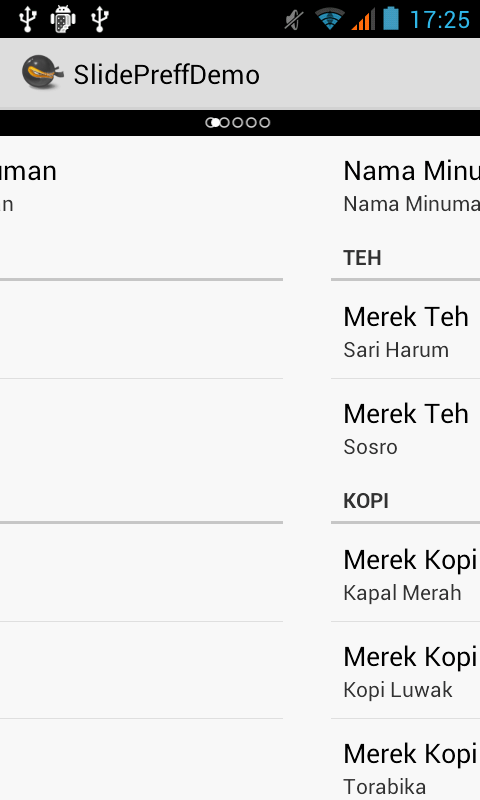 17:25
SlidePreffDemo
uman
n
Nama Minu
Nama Minuma
TEH
Merek Teh
Sari Harum
Merek Teh
Sosro
KOPI
Merek Kopi
Kapal Merah
Merek Kopi
Kopi Luwak
Merek Kopi
Torabika